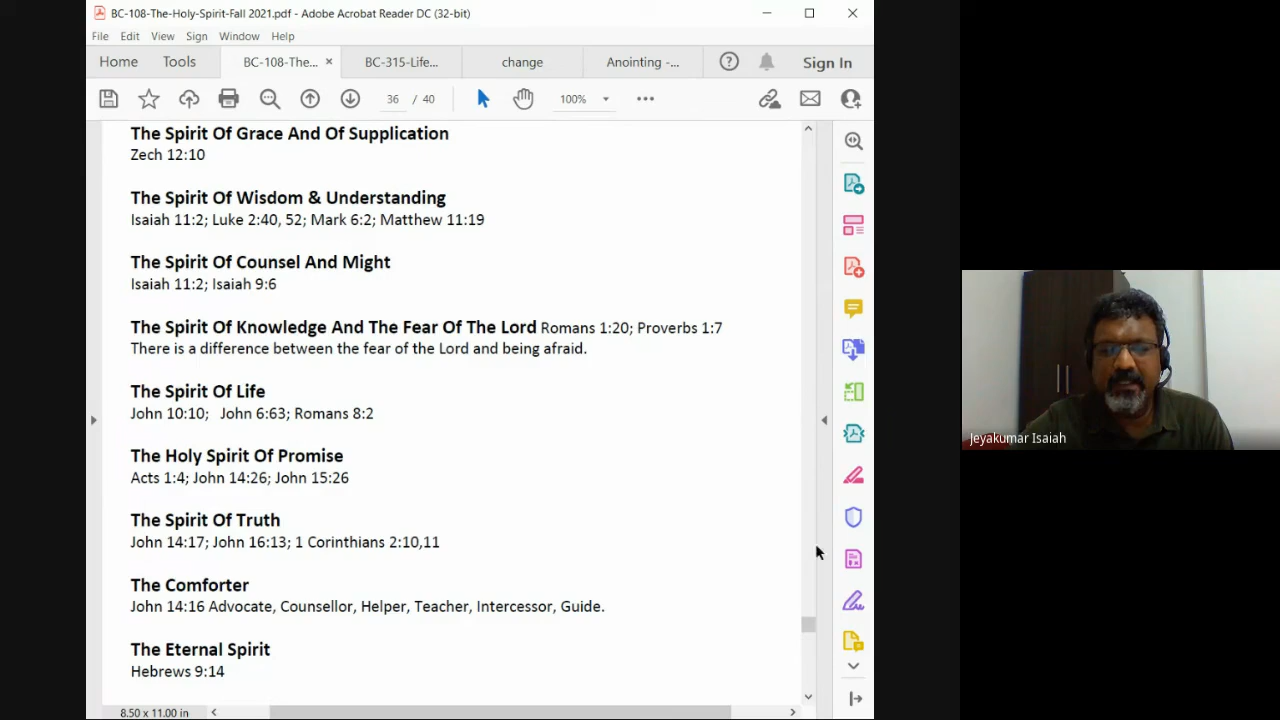 BC-108-The-Holy-Spirit-Fall 2021.pdf - Adobe Acrobat Reader DC (32-bit)
File Edit View Sign Window Help
Home Tools BC-108-The... × BC-315-Life... change Anointing -... Sign In
36 / 40 100%
The Spirit Of Grace And Of Supplication
Zech 12:10
The Spirit Of Wisdom & Understanding
Isaiah 11:2; Luke 2:40, 52; Mark 6:2; Matthew 11:19
The Spirit Of Counsel And Might
Isaiah 11:2; Isaiah 9:6
The Spirit Of Knowledge And The Fear Of The Lord Romans 1:20; Proverbs 1:7
There is a difference between the fear of the Lord and being afraid.
The Spirit Of Life
John 10:10; John 6:63; Romans 8:2
The Holy Spirit Of Promise
Acts 1:4; John 14:26; John 15:26
The Spirit Of Truth
John 14:17; John 16:13; 1 Corinthians 2:10,11
The Comforter
John 14:16 Advocate, Counsellor, Helper, Teacher, Intercessor, Guide.
The Eternal Spirit
Hebrews 9:14
8.50 x 11.00 in
Jeyakumar Isaiah